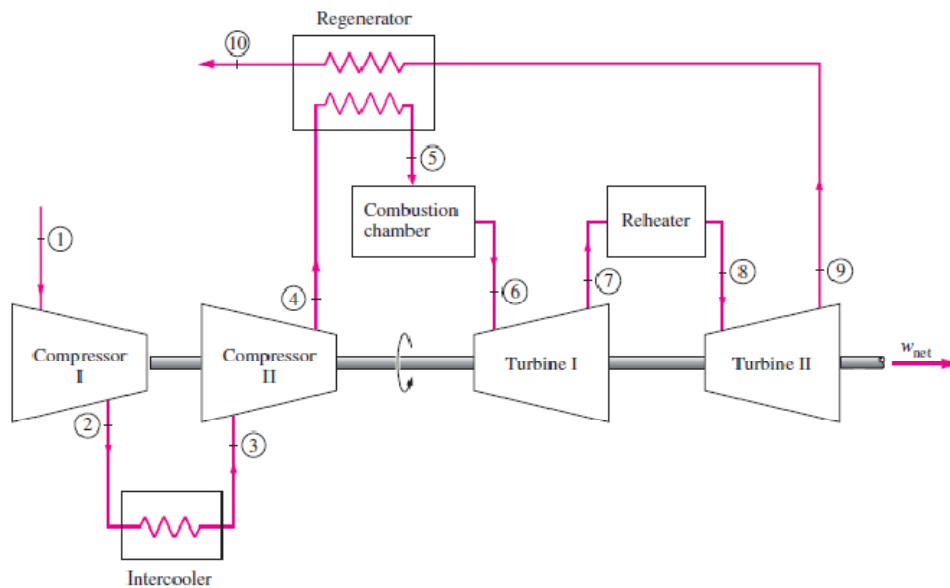 Regenerator
10
5
Combustion
chamber
Reheater
1
4
6
7
8
9
Compressor
I
Compressor
II
Turbine I
Turbine II
wnet
2
3
Intercooler